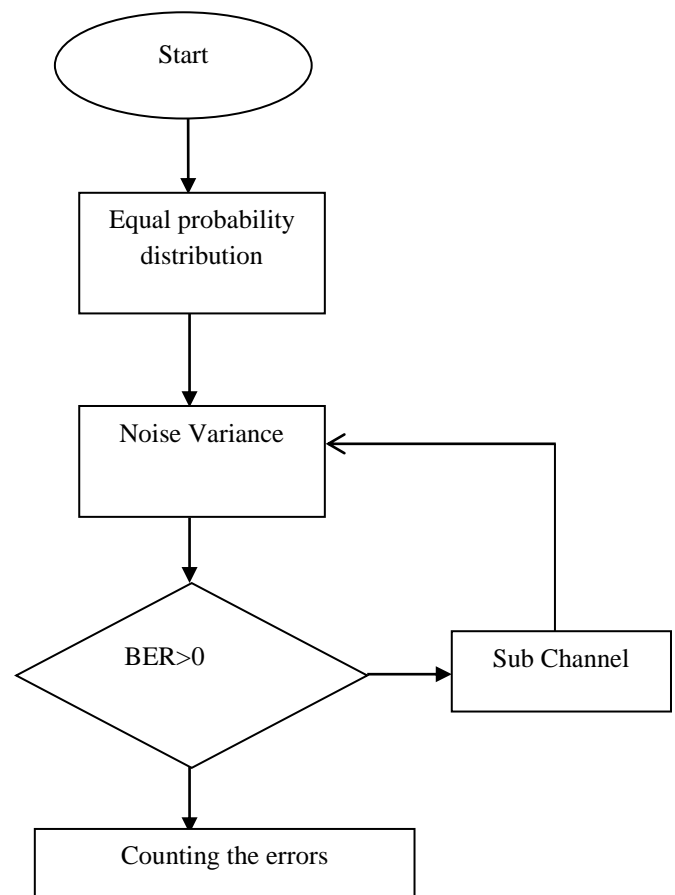 Start
Equal probability
distribution
Noise Variance
BER>0
Sub Channel
Counting the errors